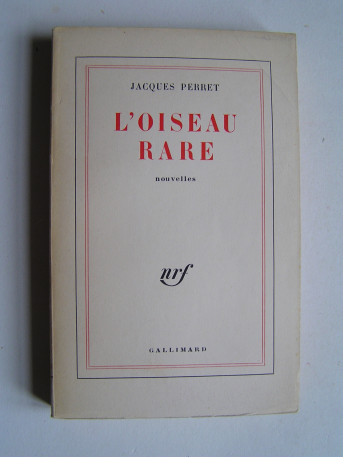 JACQUES PERRET
L'OISEAU
RARE
nouvelles
nrf
GALLIMARD